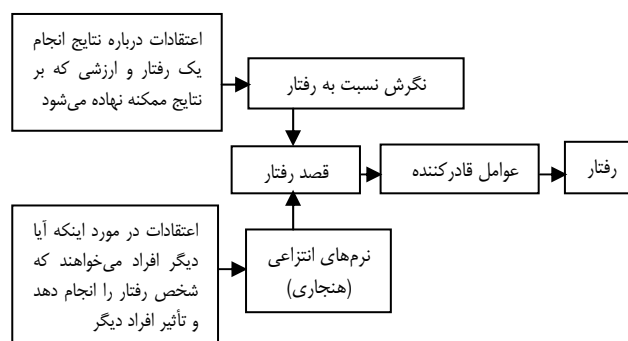 اعتقادات درباره نتایج انجام
یک رفتار و ارزشی که بر
نتایج ممکنه نهاده می‌شود
نگرش نسبت به رفتار
قصد رفتار
عوامل قادرکننده
رفتار
اعتقادات در مورد اینکه آیا
دیگر افراد می‌خواهند که
شخص رفتار را انجام دهد
و تأثیر افراد دیگر
نرم‌های انتزاعی
(هنجاری)